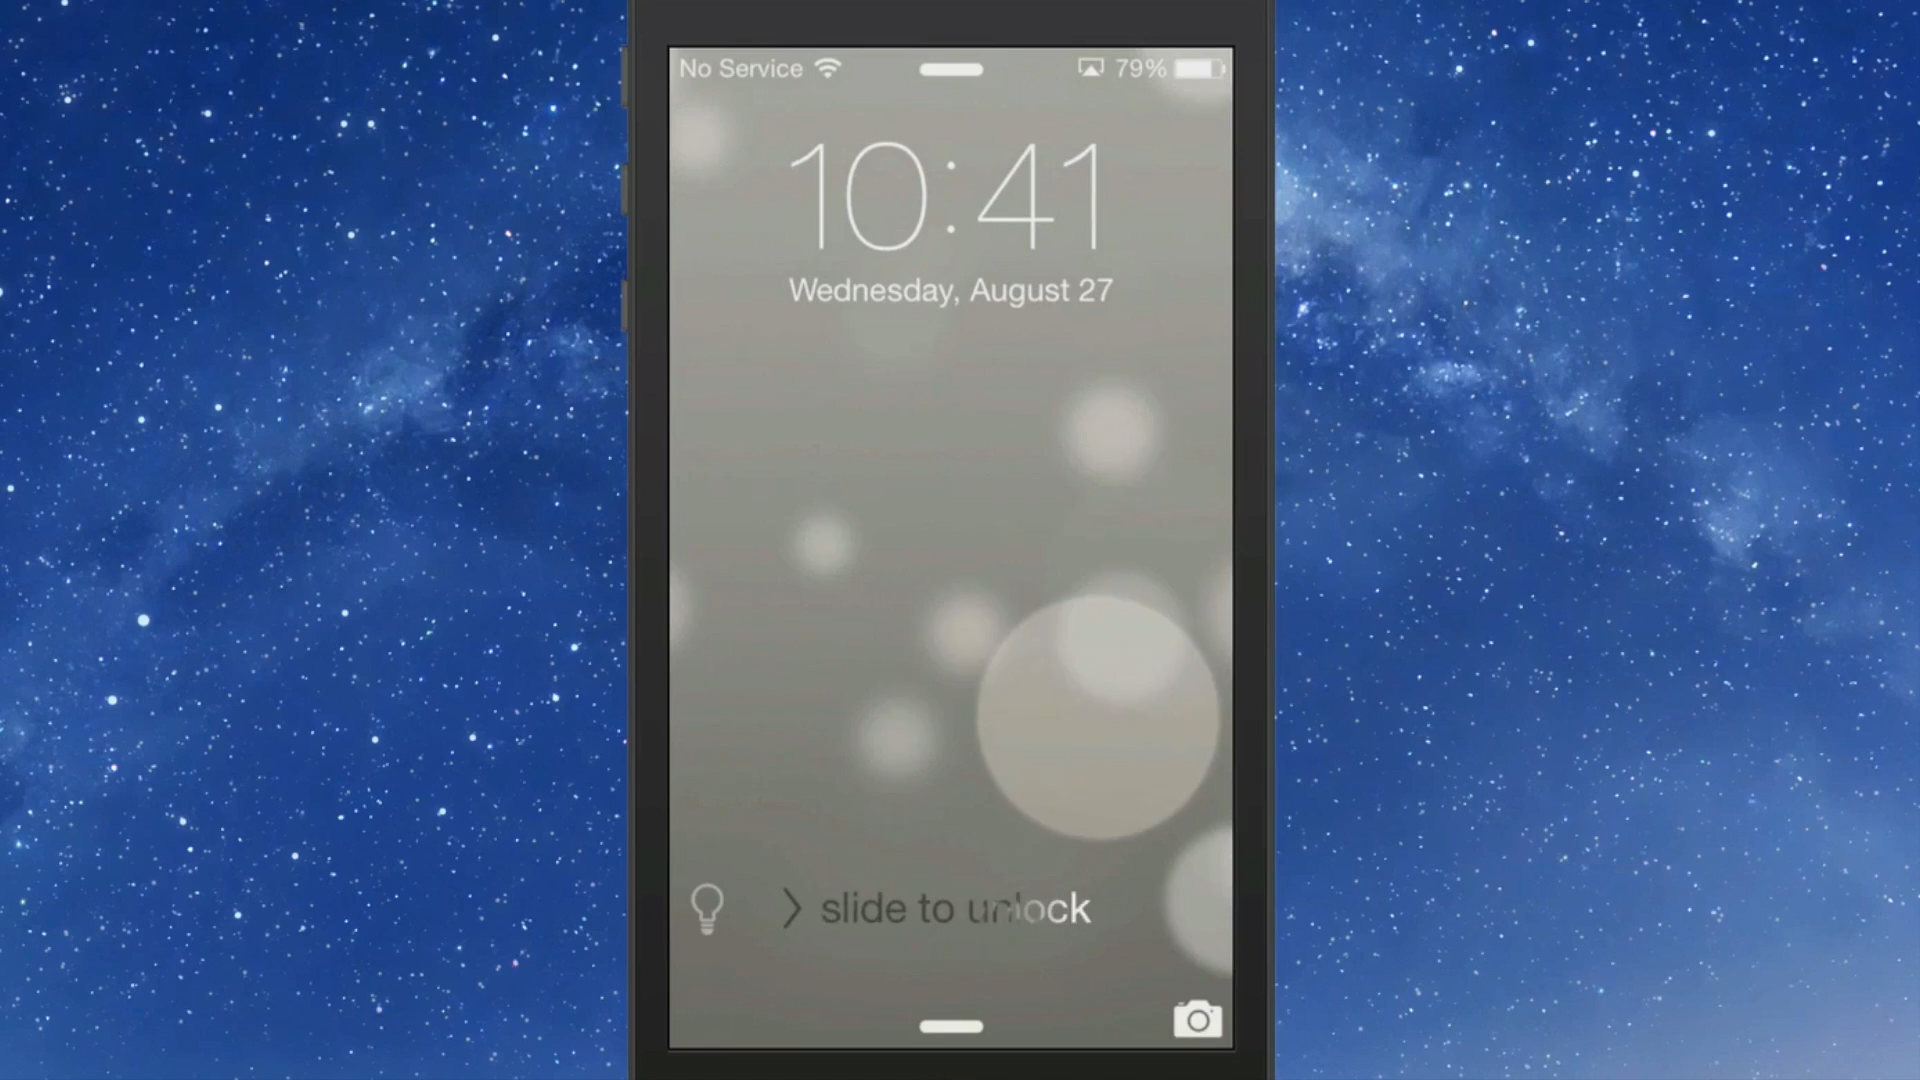 No Service 79%
10:41
Wednesday, August 27
> slide to unlock